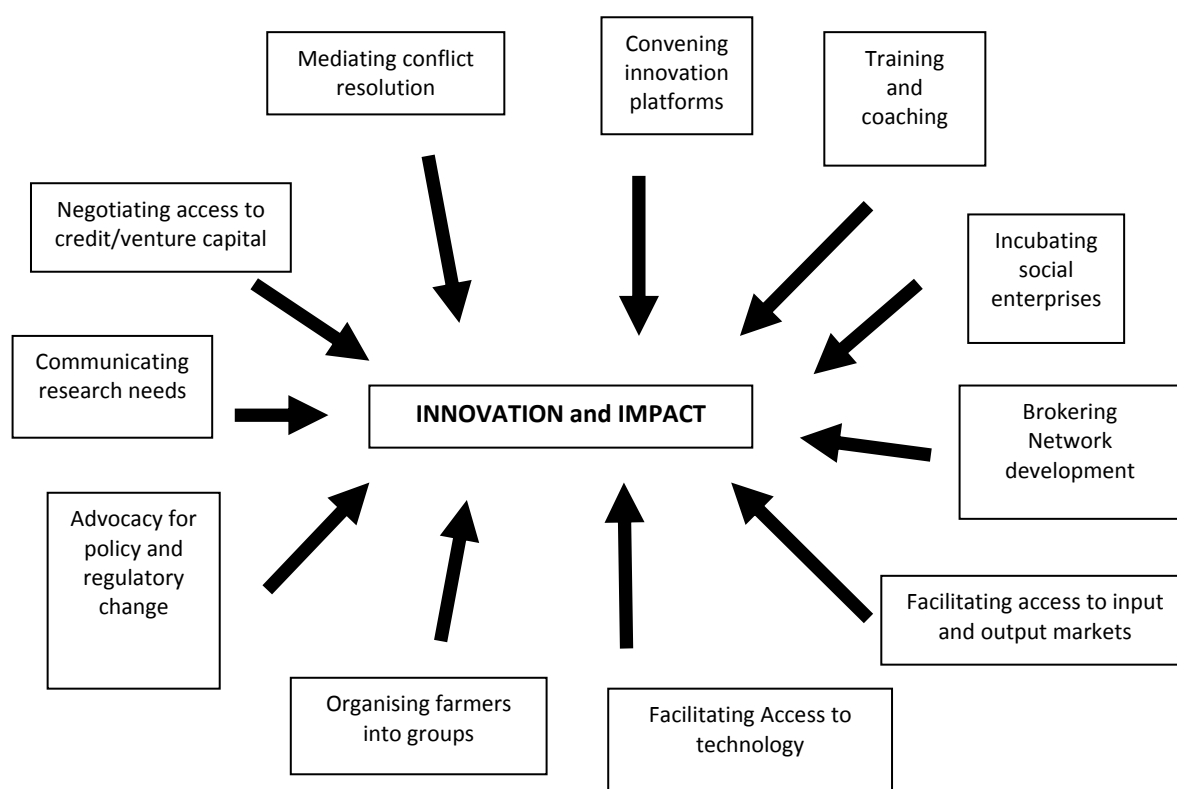 Mediating conflict
resolution
Convening
innovation
platforms
Training
and
coaching
Negotiating access to
credit/venture capital
Incubating
social
enterprises
Communicating
research needs
INNOVATION and IMPACT
Brokering
Network
development
Advocacy for
policy and
regulatory
change
Facilitating access to input
and output markets
Organising farmers
into groups
Facilitating Access to
technology